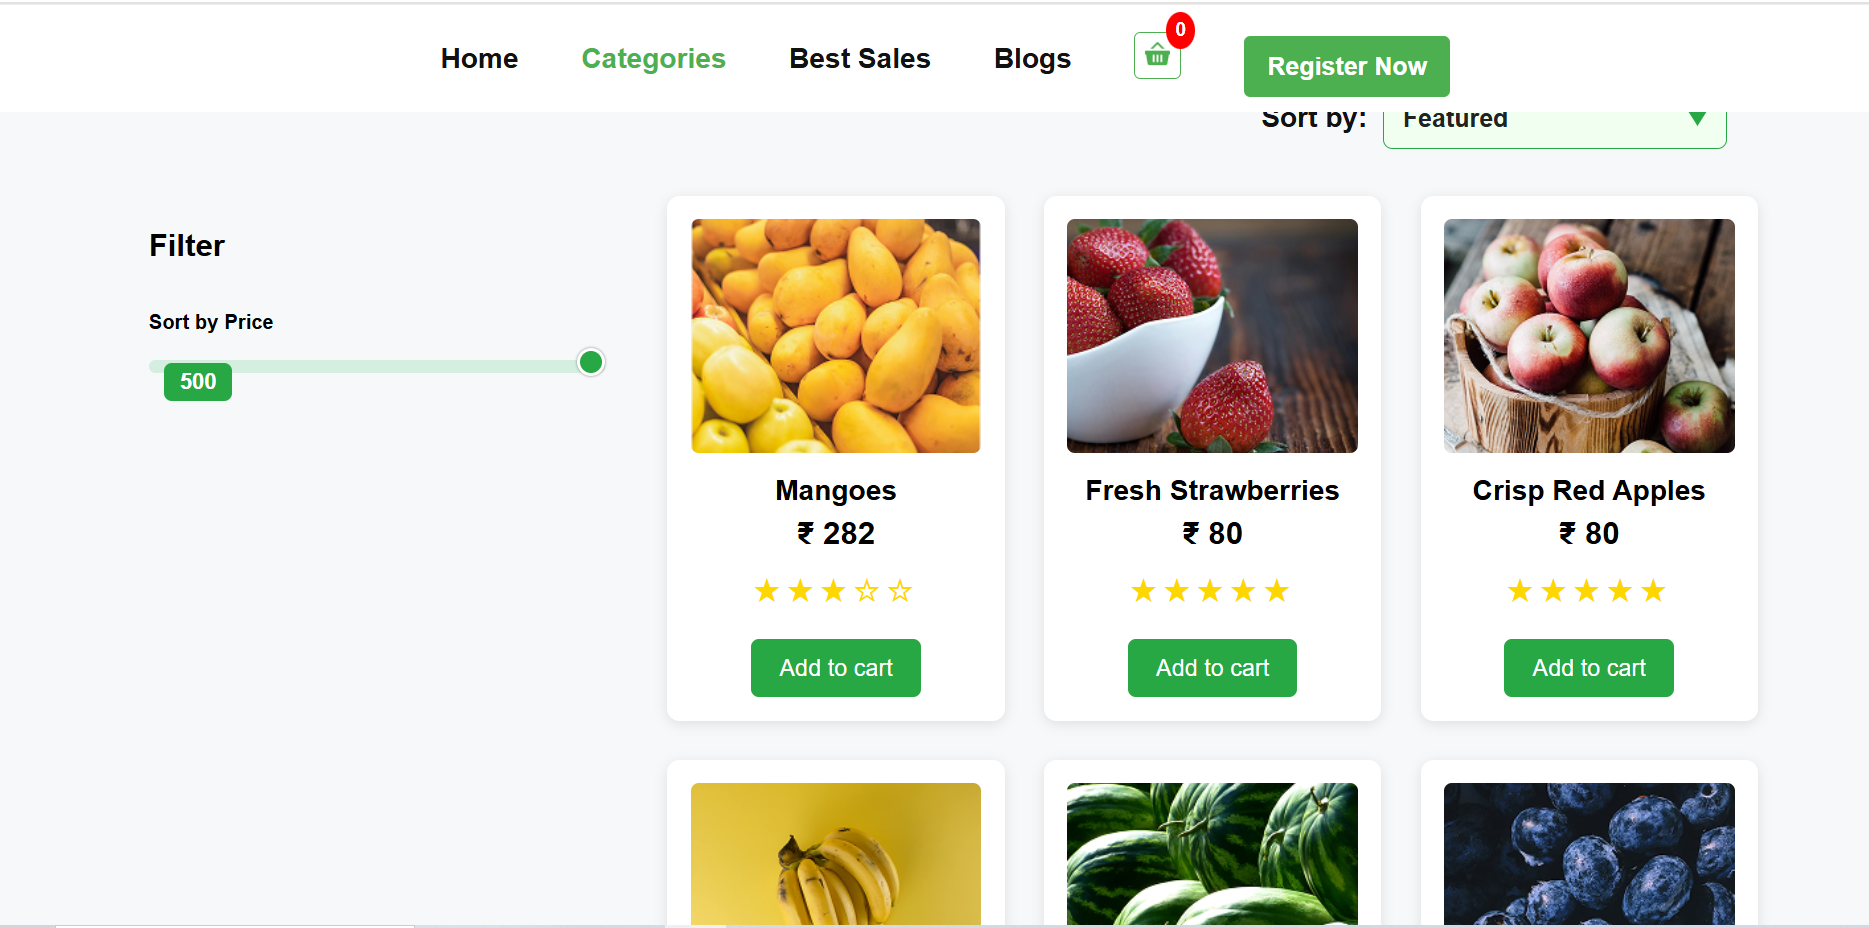 Home Categories Best Sales Blogs 0 Register Now
Sort by: Featured
Filter
Sort by Price
500
Mangoes
₹ 282
Add to cart
Fresh Strawberries
₹ 80
Add to cart
Crisp Red Apples
₹ 80
Add to cart